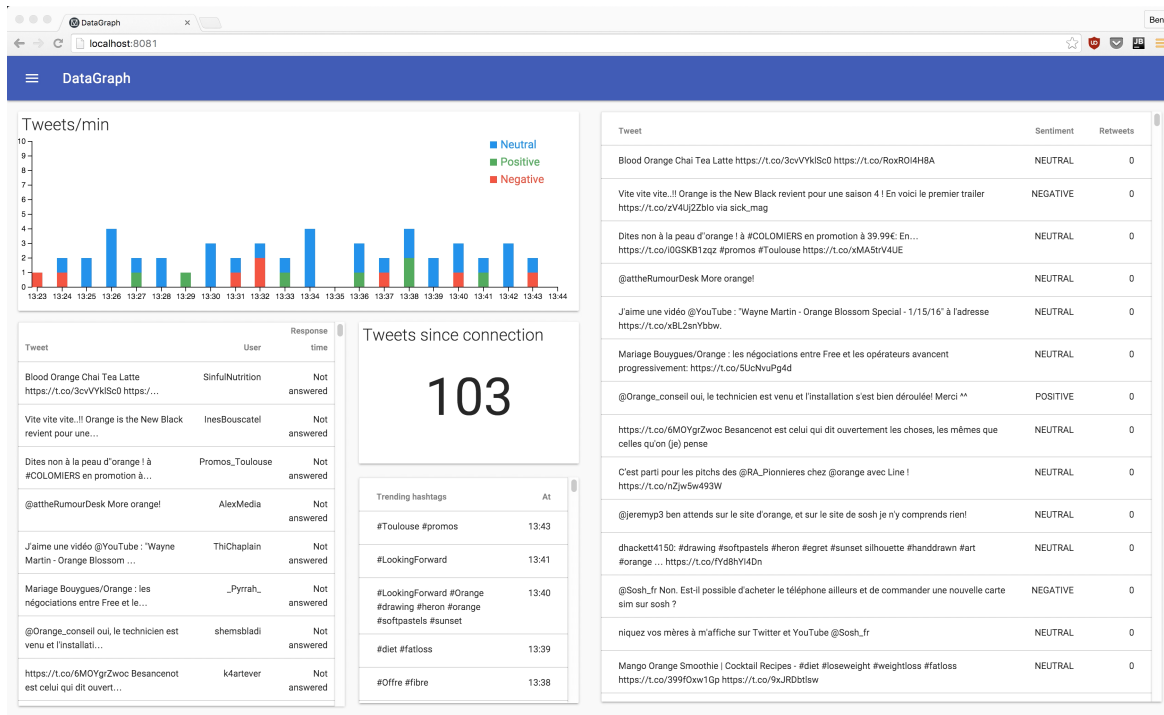 DataGraph
Ben
localhost:8081
DataGraph
Tweets/min
10
9
8
7
6
5
4
3
2
1
0
Neutral
Positive
Negative
13:23 13:24 13:25 13:26 13:27 13:28 13:29 13:30 13:31 13:32 13:33 13:34 13:35 13:36 13:37 13:38 13:39 13:40 13:41 13:42 13:43 13:44
Tweet User Response
time
Blood Orange Chai Tea Latte SinfulNutrition Not
https://t.co/3cvVYklSc0 https:/… answered
Vite vite vite..!! Orange is the New Black InesBouscatel Not
revient pour une… answered
Dites non à la peau d"orange ! à Promos_Toulouse Not
#COLOMIERS en promotion à… answered
@attheRumourDesk More orange! AlexMedia Not
answered
J'aime une vidéo @YouTube : "Wayne ThiChaplain Not
Martin - Orange Blossom … answered
Mariage Bouygues/Orange : les _Pyrrah_ Not
négociations entre Free et le… answered
@Orange_conseil oui, le technicien est shemsbladi Not
venu et l'installati… answered
https://t.co/6MOYgrZwoc Besancenot k4artever Not
est celui qui dit ouvert… answered
Tweets since connection
103
Trending hashtags At
#Toulouse #promos 13:43
#LookingForward 13:41
#LookingForward #Orange 13:40
#drawing #heron #orange
#softpastels #sunset
#diet #fatloss 13:39
#Offre #fibre 13:38
Tweet Sentiment Retweets
Blood Orange Chai Tea Latte https://t.co/3cvVYklSc0 https://t.co/RoxROI4H8A NEUTRAL 0
Vite vite vite..!! Orange is the New Black revient pour une saison 4 ! En voici le premier trailer NEGATIVE 0
https://t.co/zV4Uj2Zblo via sick_mag
Dites non à la peau d"orange ! à #COLOMIERS en promotion à 39.99€: En… NEUTRAL 0
https://t.co/i0GSKB1zqz #promos #Toulouse https://t.co/xMA5trV4UE
@attheRumourDesk More orange! NEUTRAL 0
J'aime une vidéo @YouTube : "Wayne Martin - Orange Blossom Special - 1/15/16" à l'adresse NEUTRAL 0
https://t.co/xBL2snYbbw.
Mariage Bouygues/Orange : les négociations entre Free et les opérateurs avancent NEUTRAL 0
progressivement: https://t.co/5UcNvuPg4d
@Orange_conseil oui, le technicien est venu et l'installation s'est bien déroulée! Merci ^^ POSITIVE 0
https://t.co/6MOYgrZwoc Besancenot est celui qui dit ouvertement les choses, les mêmes que NEUTRAL 0
celles qu'on (je) pense
C'est parti pour les pitchs des @RA_Pionnieres chez @orange avec Line ! NEUTRAL 0
https://t.co/nZjw5w493W
@jeremyp3 ben attends sur le site d'orange, et sur le site de sosh je n'y comprends rien! NEUTRAL 0
dhackett4150: #drawing #softpastels #heron #egret #sunset silhouette #handdrawn #art NEUTRAL 0
#orange … https://t.co/fYd8hYl4Dn
@Sosh_fr Non. Est-il possible d'acheter le téléphone ailleurs et de commander une nouvelle carte NEGATIVE 0
sim sur sosh ?
niquez vos mères à m'affiche sur Twitter et YouTube @Sosh_fr NEUTRAL 0
Mango Orange Smoothie | Cocktail Recipes - #diet #loseweight #weightloss #fatloss NEUTRAL 0
https://t.co/399fOxw1Gp https://t.co/9xJRDbtlsw